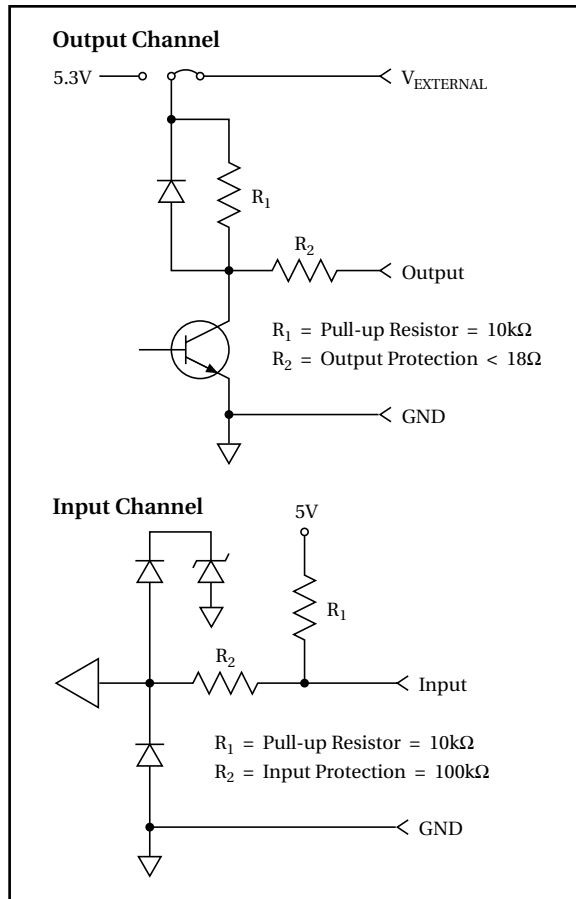 Output Channel
5.3V
V_EXTERNAL
R₁
R₂
Output
R₁ = Pull-up Resistor = 10kΩ
R₂ = Output Protection < 18Ω
GND
Input Channel
5V
R₁
R₂
Input
R₁ = Pull-up Resistor = 10kΩ
R₂ = Input Protection = 100kΩ
GND